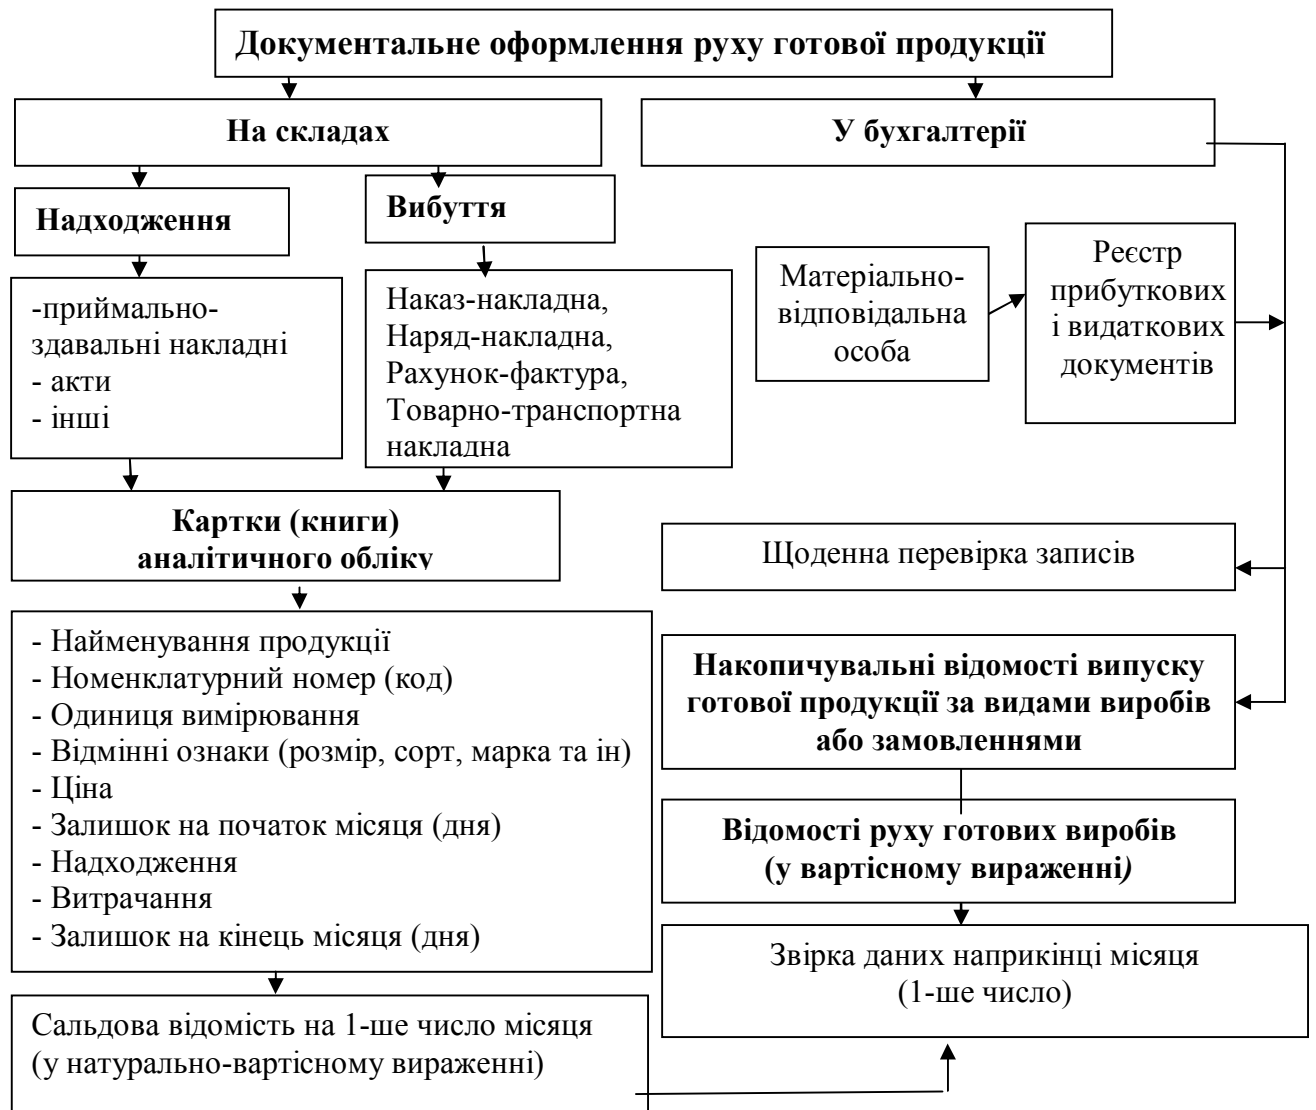 Документальне оформлення руху готової продукції
На складах
У бухгалтерії
Надходження
Вибуття
-приймально-
здавальні накладні
- акти
- інші
Наказ-накладна,
Наряд-накладна,
Рахунок-фактура,
Товарно-транспортна
накладна
Матеріально-
відповідальна
особа
Реєстр
прибуткових
і видаткових
документів
Картки (книги)
аналітичного обліку
Щоденна перевірка записів
- Найменування продукції
- Номенклатурний номер (код)
- Одиниця вимірювання
- Відмінні ознаки (розмір, сорт, марка та ін)
- Ціна
- Залишок на початок місяця (дня)
- Надходження
- Витрачання
- Залишок на кінець місяця (дня)
Накопичувальні відомості випуску
готової продукції за видами виробів
або замовленнями
Відомості руху готових виробів
(у вартісному вираженні)
Звірка даних наприкінці місяця
(1-ше число)
Сальдова відомість на 1-ше число місяця
(у натурально-вартісному вираженні)